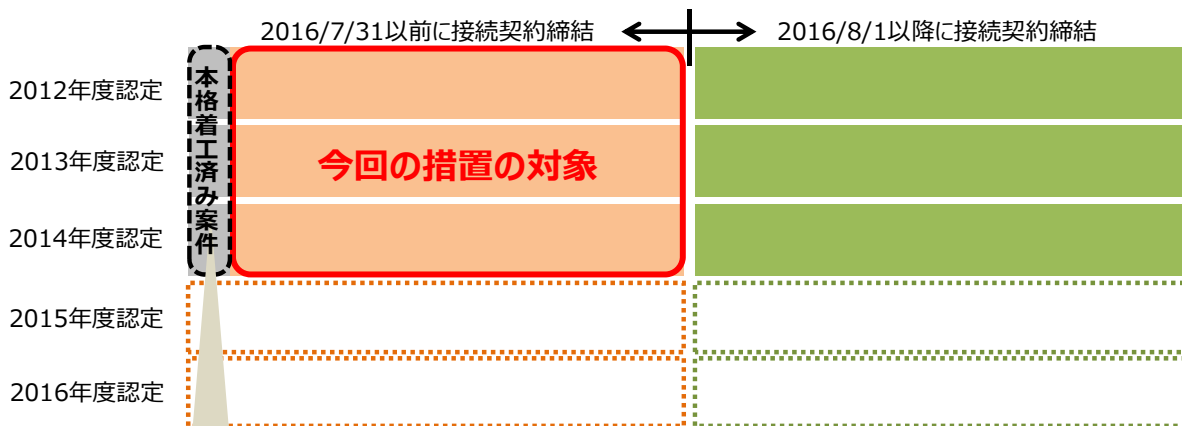 2016/7/31以前に接続契約締結
2016/8/1以降に接続契約締結
2012年度認定
2013年度認定
2014年度認定
2015年度認定
2016年度認定
本格着工済み案件
今回の措置の対象